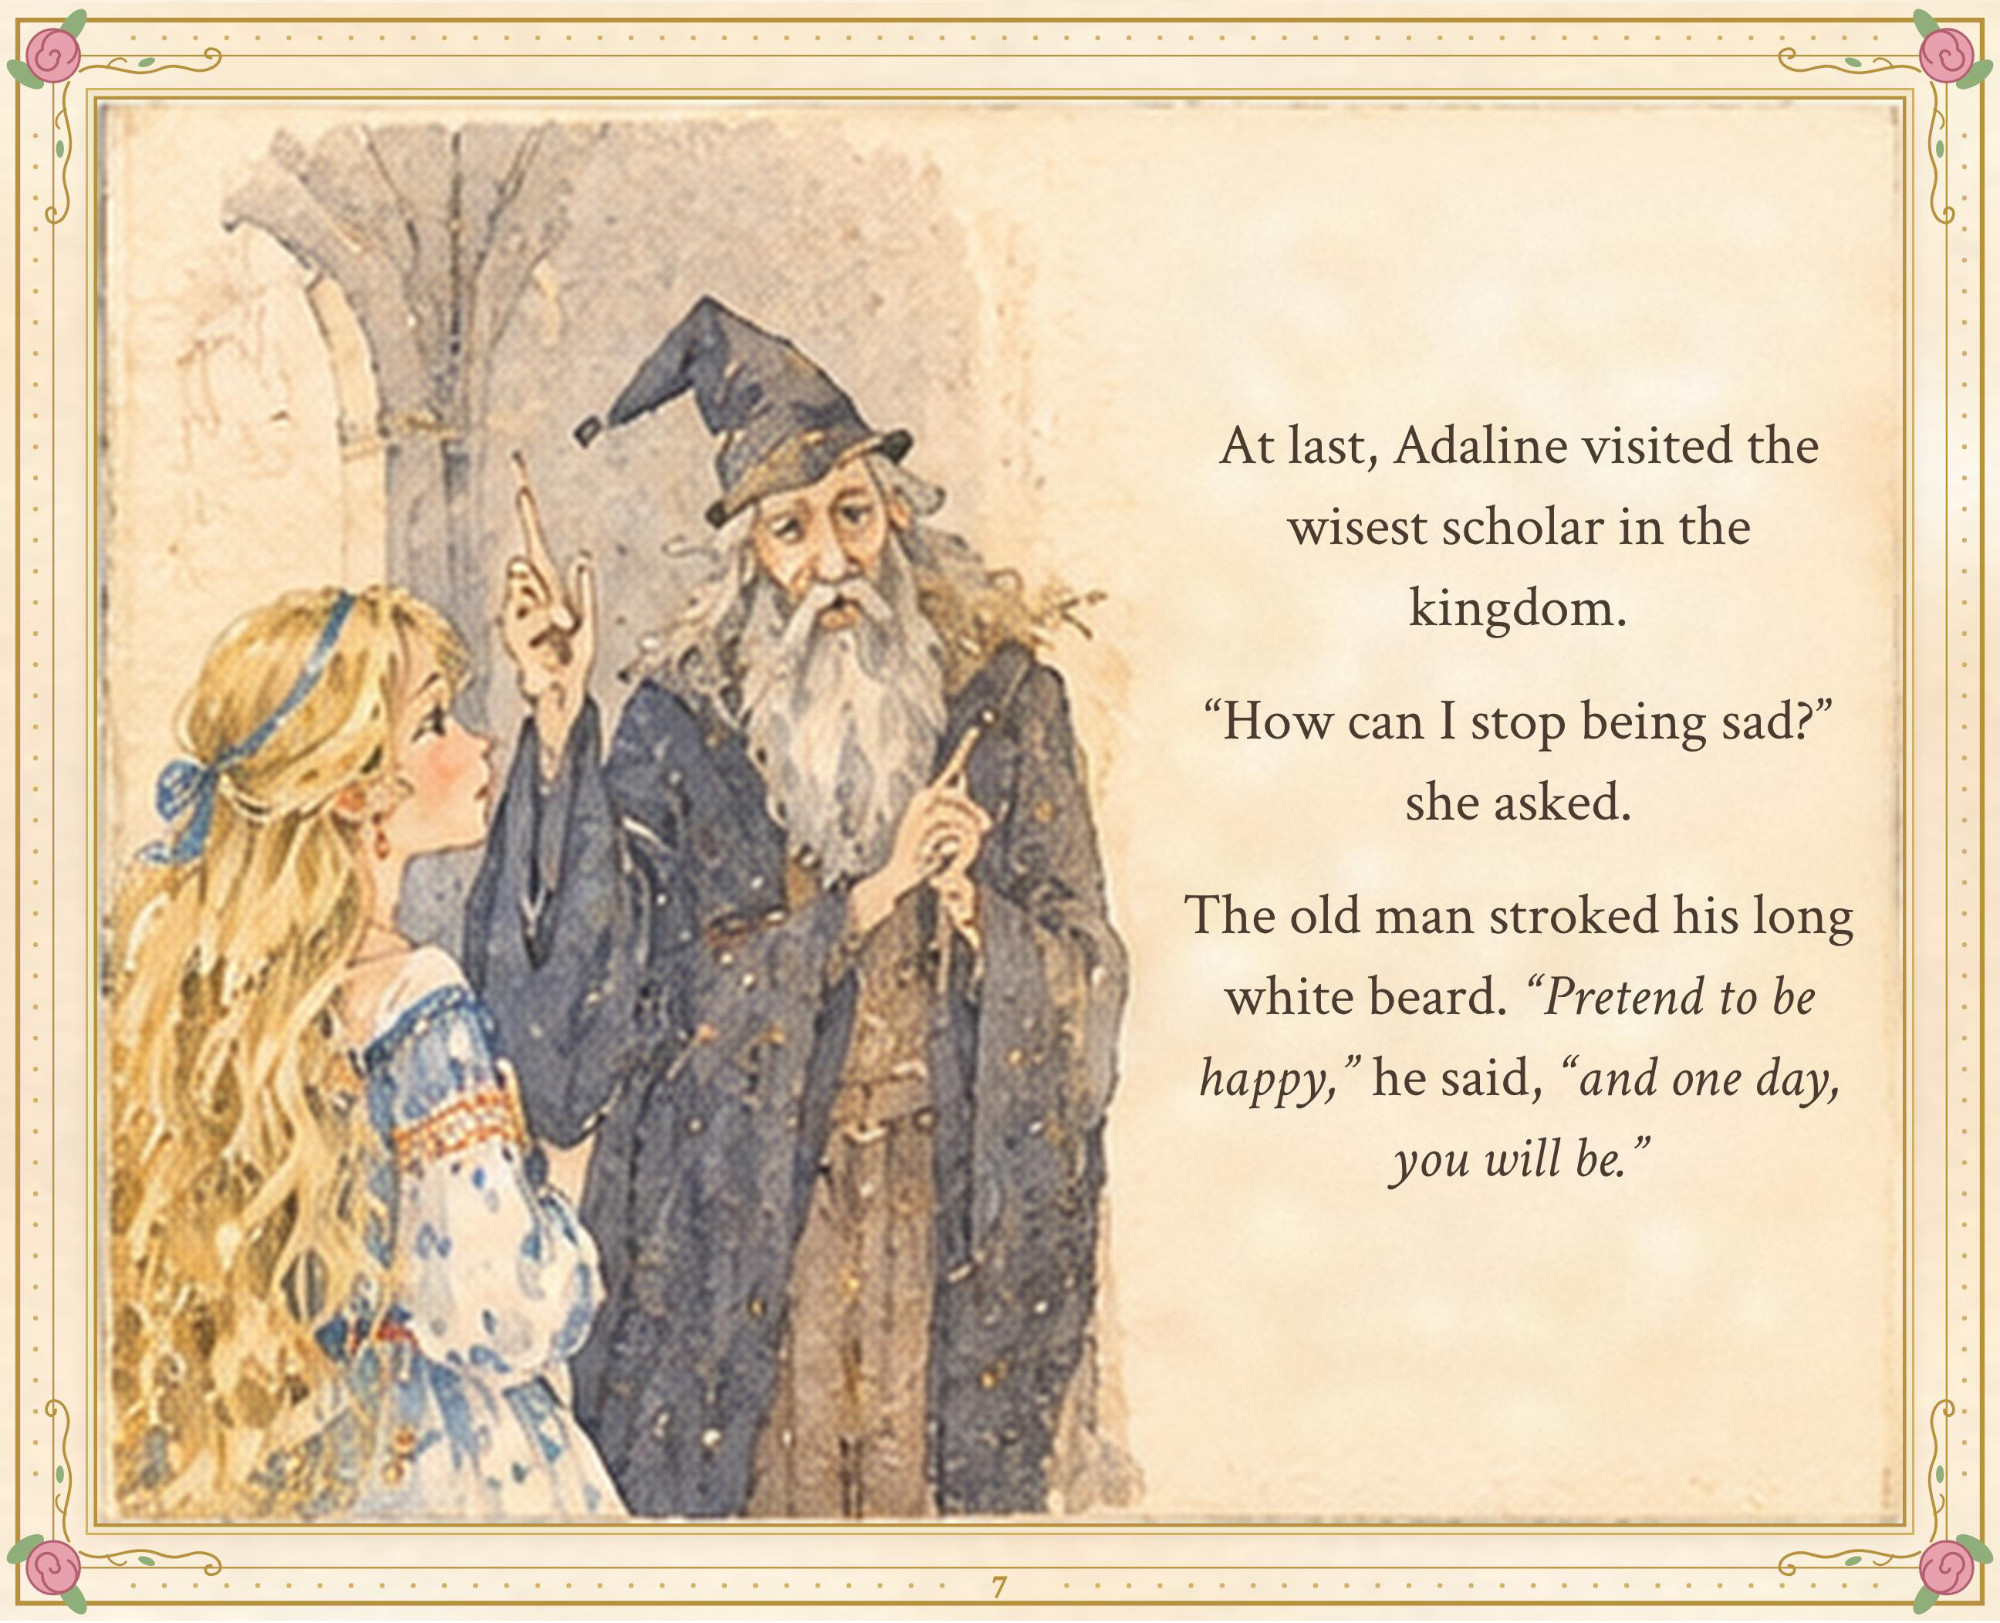 At last, Adaline visited the
wisest scholar in the
kingdom.
“How can I stop being sad?”
she asked.
The old man stroked his long
white beard. “Pretend to be
happy,” he said, “and one day,
you will be.”
7